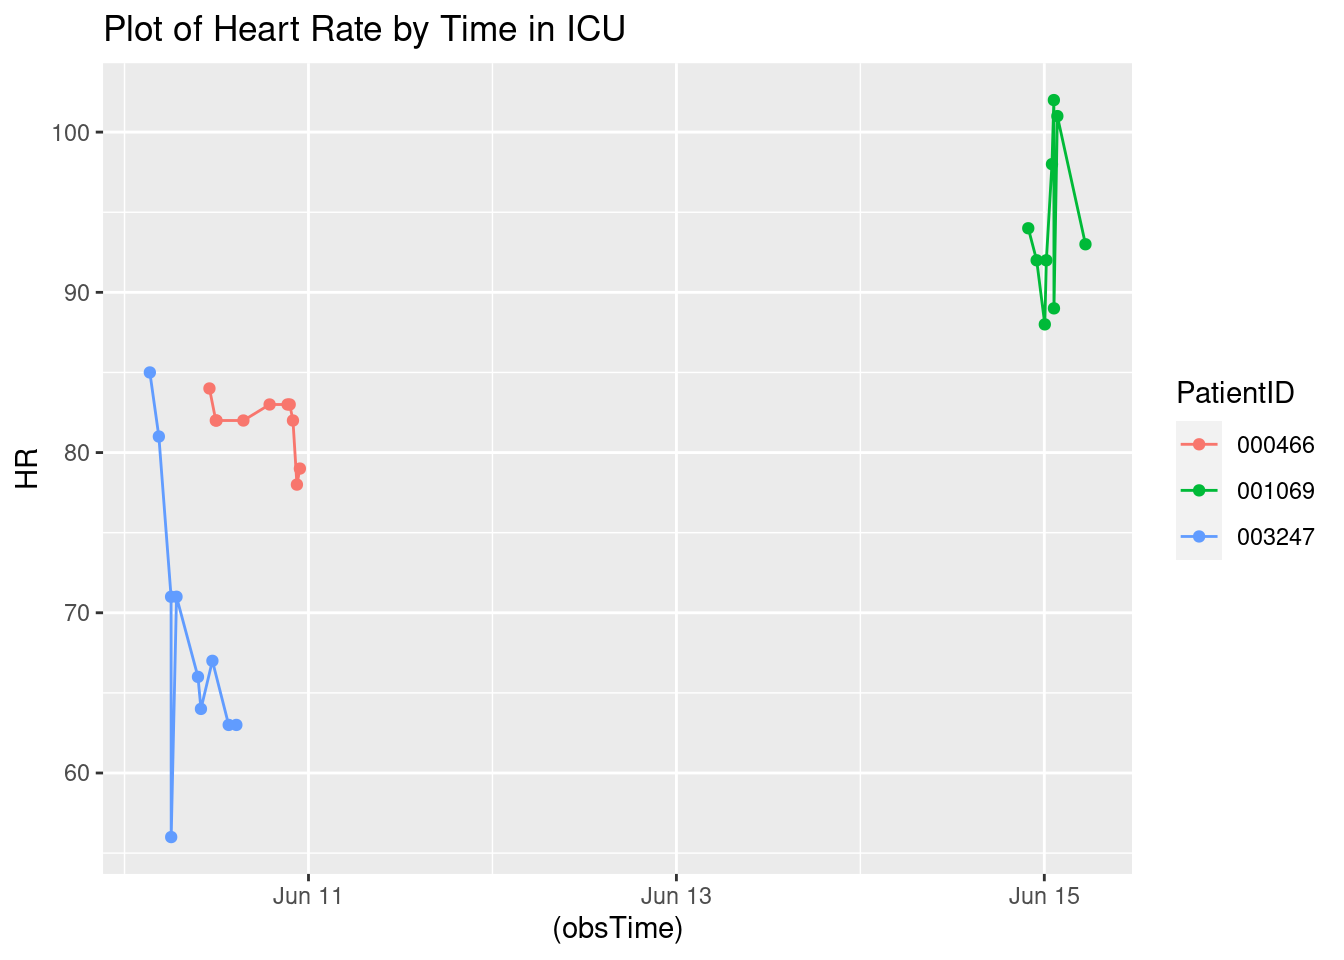 Plot of Heart Rate by Time in ICU
100
90
80
70
60
HR
Jun 11
Jun 13
Jun 15
(obsTime)
PatientID
000466
001069
003247